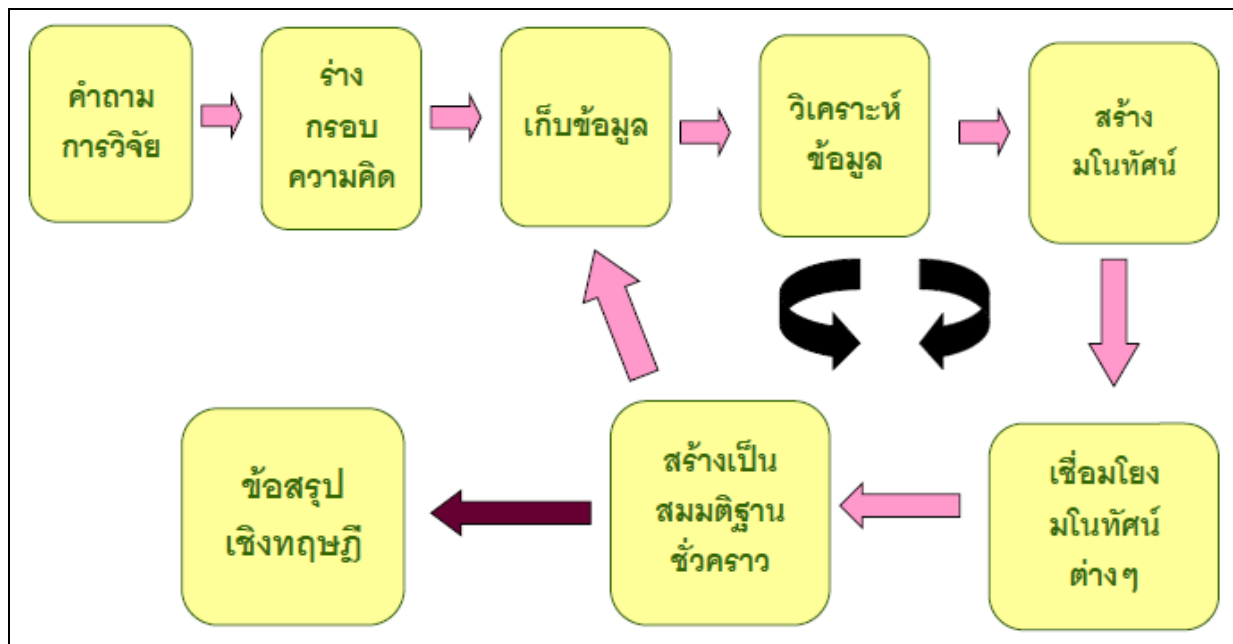 คำถาม
การวิจัย
ร่าง
กรอบ
ความคิด
เก็บข้อมูล
วิเคราะห์
ข้อมูล
สร้าง
มโนทัศน์
ข้อสรุป
เชิงทฤษฎี
สร้างเป็น
สมมติฐาน
ชั่วคราว
เชื่อมโยง
มโนทัศน์
ต่างๆ